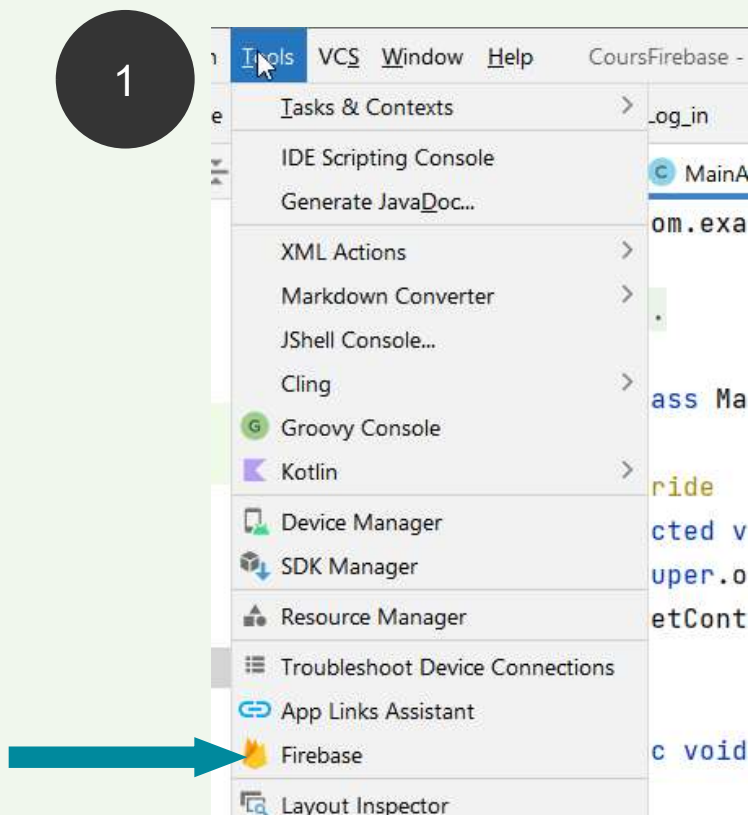 1
Tools VCS Window Help CoursFirebase -
Tasks & Contexts
Log_in
IDE Scripting Console
C MainA
Generate JavaDoc...
om.exa
XML Actions
Markdown Converter
.
JShell Console...
Cling
ass Ma
G Groovy Console
Kotlin
ride
Device Manager
cted v
SDK Manager
uper.o
Resource Manager
etCont
Troubleshoot Device Connections
App Links Assistant
Firebase
c void
Layout Inspector